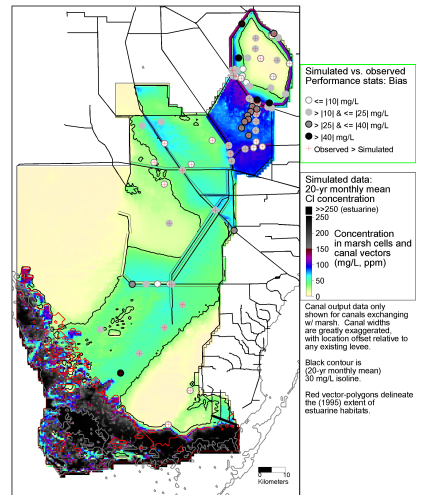 Simulated vs. observed
Performance stats: Bias
<= |10| mg/L
> |10| & <= |25| mg/L
> |25| & <= |40| mg/L
> |40| mg/L
Observed > Simulated
Simulated data:
20-yr monthly mean
Cl concentration
>>250 (estuarine)
250
200
150
100
50
0
Concentration
in marsh cells and
canal vectors
(mg/L, ppm)
Canal output data only
shown for canals exchanging
w/ marsh. Canal widths
are greatly exaggerated,
with location offset relative to
any existing levee.
Black contour is
(20-yr monthly mean)
30 mg/L isoline.
Red vector-polygons delineate
the (1995) extent of
estuarine habitats.
0 10
Kilometers